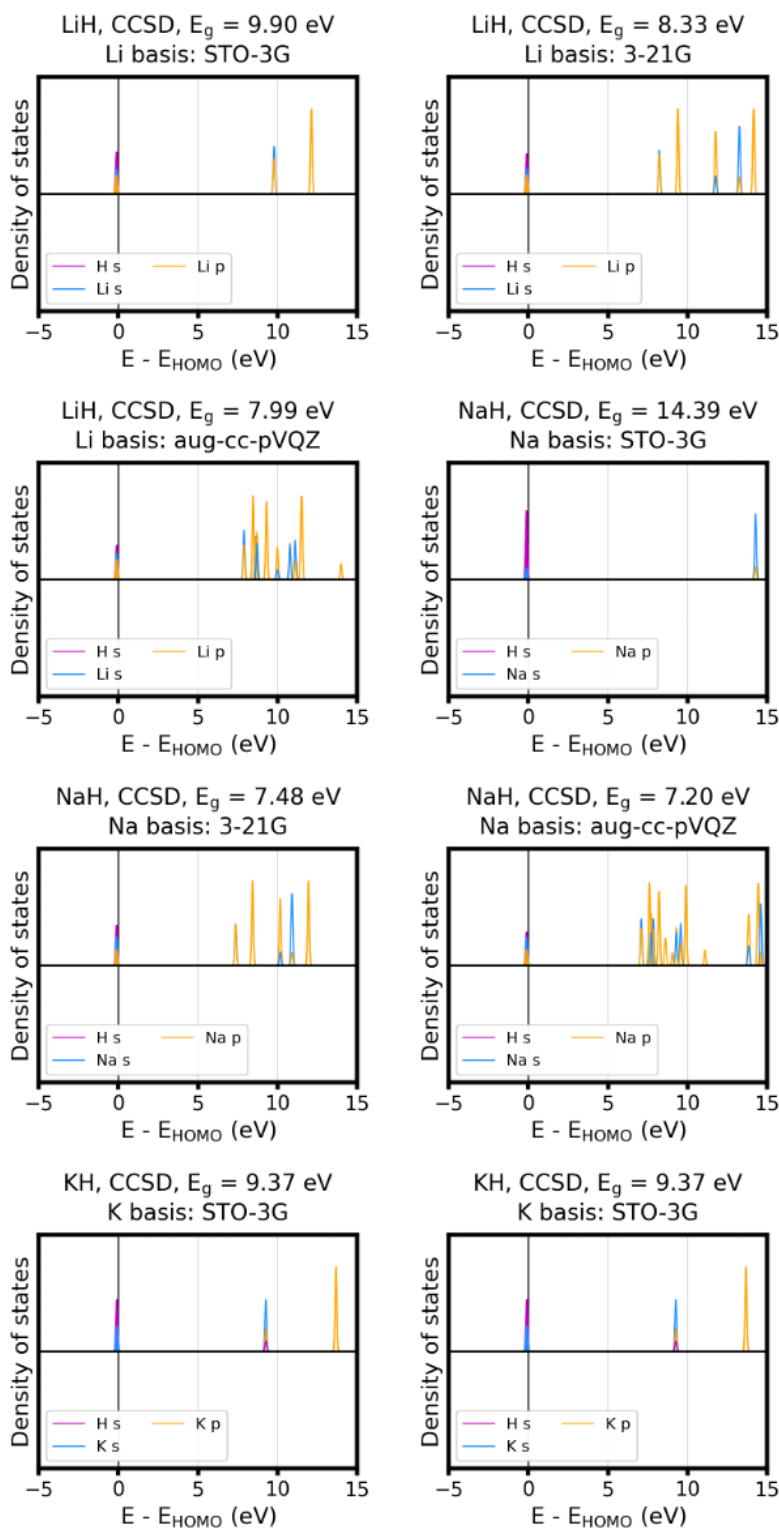 LiH, CCSD, E_g = 9.90 eV
Li basis: STO-3G
Density of states
H s
Li p
Li s
−5 0 5 10 15
E - E_HOMO (eV)
LiH, CCSD, E_g = 8.33 eV
Li basis: 3-21G
Density of states
H s
Li p
Li s
−5 0 5 10 15
E - E_HOMO (eV)
LiH, CCSD, E_g = 7.99 eV
Li basis: aug-cc-pVQZ
Density of states
H s
Li p
Li s
−5 0 5 10 15
E - E_HOMO (eV)
NaH, CCSD, E_g = 14.39 eV
Na basis: STO-3G
Density of states
H s
Na p
Na s
−5 0 5 10 15
E - E_HOMO (eV)
NaH, CCSD, E_g = 7.48 eV
Na basis: 3-21G
Density of states
H s
Na p
Na s
−5 0 5 10 15
E - E_HOMO (eV)
NaH, CCSD, E_g = 7.20 eV
Na basis: aug-cc-pVQZ
Density of states
H s
Na p
Na s
−5 0 5 10 15
E - E_HOMO (eV)
KH, CCSD, E_g = 9.37 eV
K basis: STO-3G
Density of states
H s
K p
K s
−5 0 5 10 15
E - E_HOMO (eV)
KH, CCSD, E_g = 9.37 eV
K basis: STO-3G
Density of states
H s
K p
K s
−5 0 5 10 15
E - E_HOMO (eV)